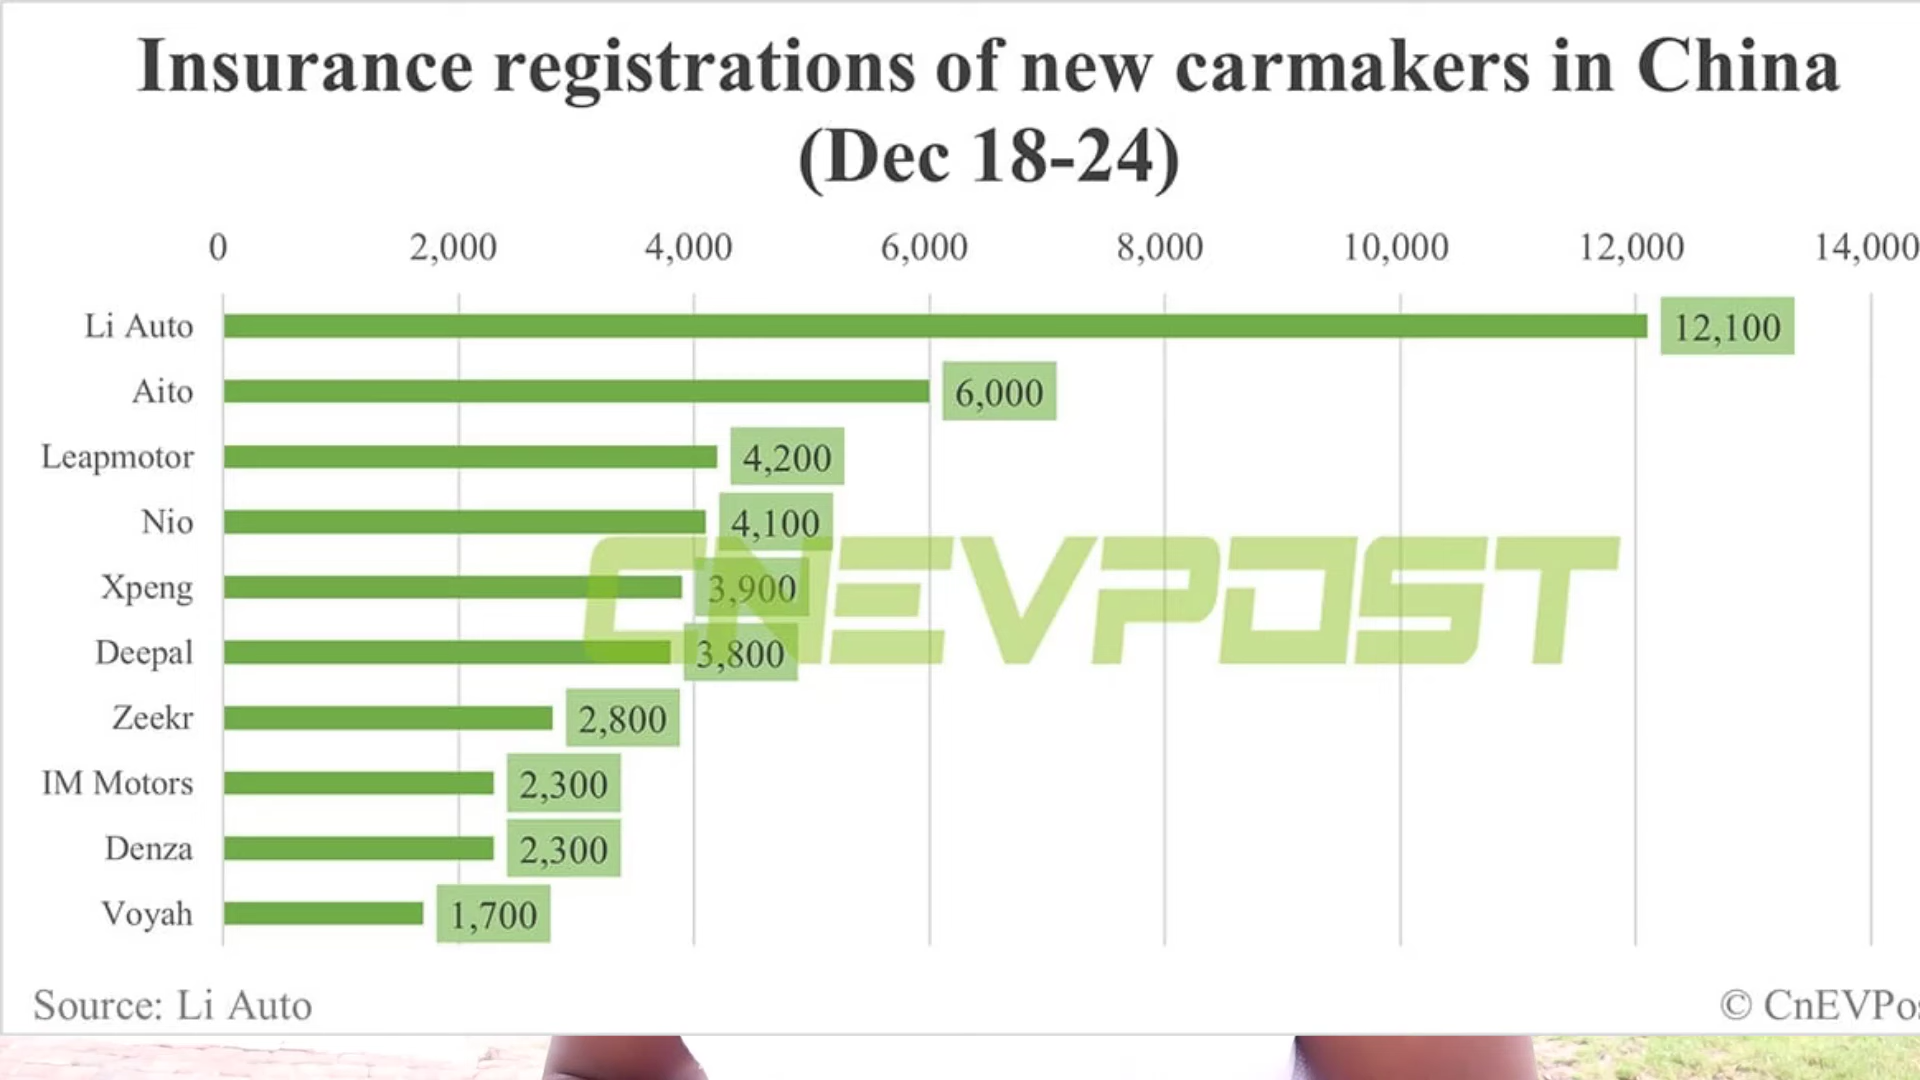 Insurance registrations of new carmakers in China
(Dec 18-24)
0 2,000 4,000 6,000 8,000 10,000 12,000 14,000
Li Auto 12,100
Aito 6,000
Leapmotor 4,200
Nio 4,100
Xpeng 3,900
Deepal 3,800
Zeekr 2,800
IM Motors 2,300
Denza 2,300
Voyah 1,700
CNEVPOST
Source: Li Auto
© CnEVPos